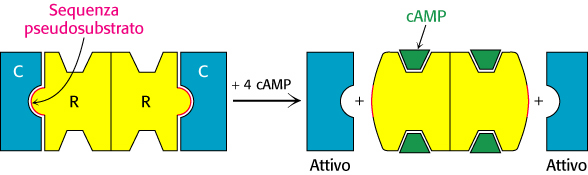 Sequenza
pseudosubstrato
cAMP
C
C
R
R
+ 4 cAMP
+
+
Attivo
Attivo